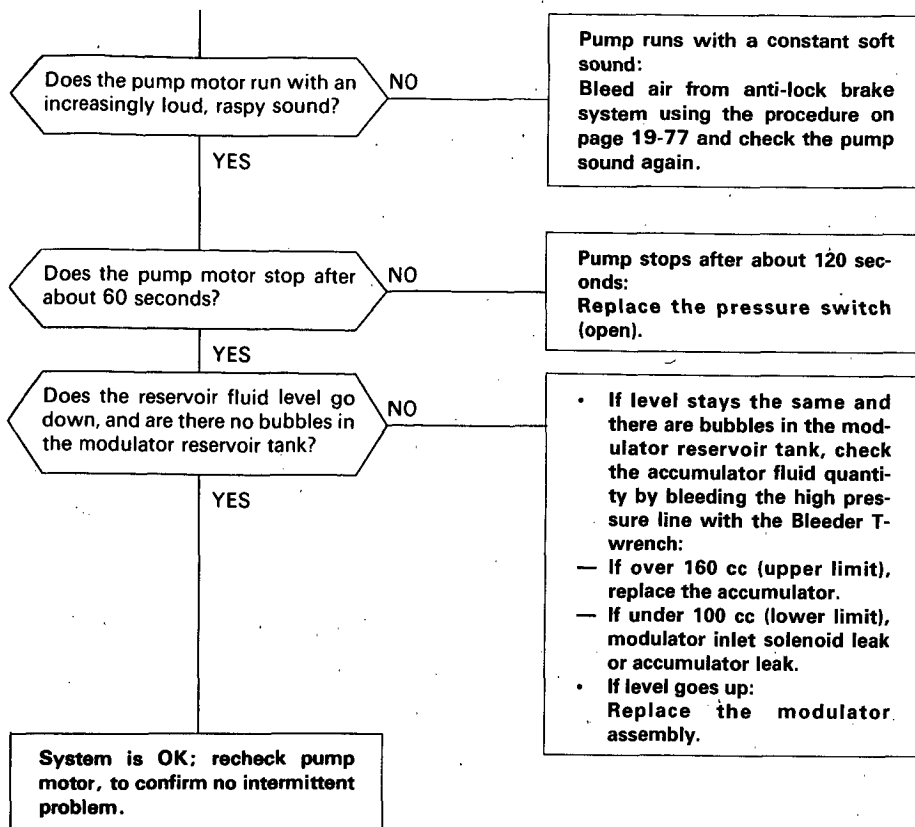 Does the pump motor run with an
increasingly loud, raspy sound?
NO
YES
Pump runs with a constant soft
sound:
Bleed air from anti-lock brake
system using the procedure on
page 19-77 and check the pump
sound again.
Does the pump motor stop after
about 60 seconds?
NO
YES
Pump stops after about 120 sec-
onds:
Replace the pressure switch
(open).
Does the reservoir fluid level go
down, and are there no bubbles in
the modulator reservoir tank?
NO
YES
• If level stays the same and
there are bubbles in the mod-
ulator reservoir tank, check
the accumulator fluid quanti-
ty by bleeding the high pres-
sure line with the Bleeder T-
wrench:
— If over 160 cc (upper limit),
replace the accumulator.
— If under 100 cc (lower limit),
modulator inlet solenoid leak
or accumulator leak.
• If level goes up:
Replace the modulator
assembly.
System is OK; recheck pump
motor, to confirm no intermittent
problem.